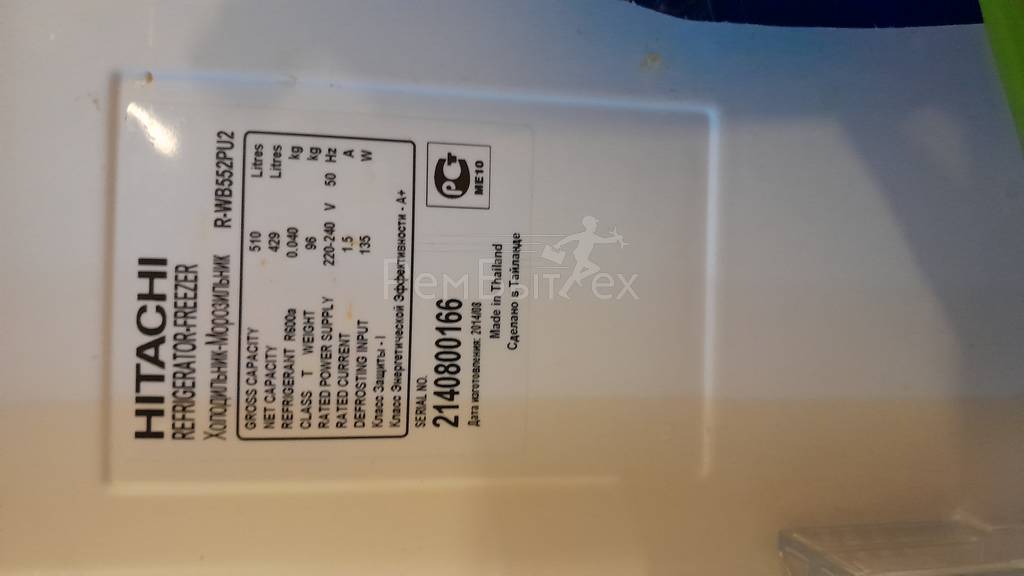 HITACHI
REFRIGERATOR-FREEZER
Холодильник-Морозильник R-WB552PU2
GROSS CAPACITY 510 Litres
NET CAPACITY 429 Litres
REFRIGERANT R600a 0.040 kg
CLASS T WEIGHT 96 kg
RATED POWER SUPPLY 220-240 V 50 Hz
RATED CURRENT 1.5 A
DEFROSTING INPUT 135 W
Класс Защиты - I
Класс Энергетической Эффективности - A+
РСТ
ME10
SERIAL NO.
2140800166
Дата изготовления: 2014/08
Made in Thailand
Сделано в Тайланде
РемБытТех